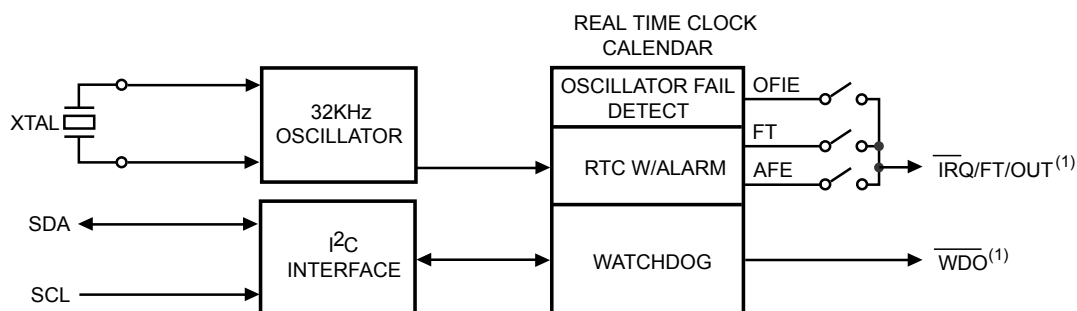 REAL TIME CLOCK
CALENDAR
XTAL
32KHz
OSCILLATOR
OSCILLATOR FAIL
DETECT
OFIE
RTC W/ALARM
FT
AFE
IRQ/FT/OUT(1)
SDA
SCL
I2C
INTERFACE
WATCHDOG
WDO(1)